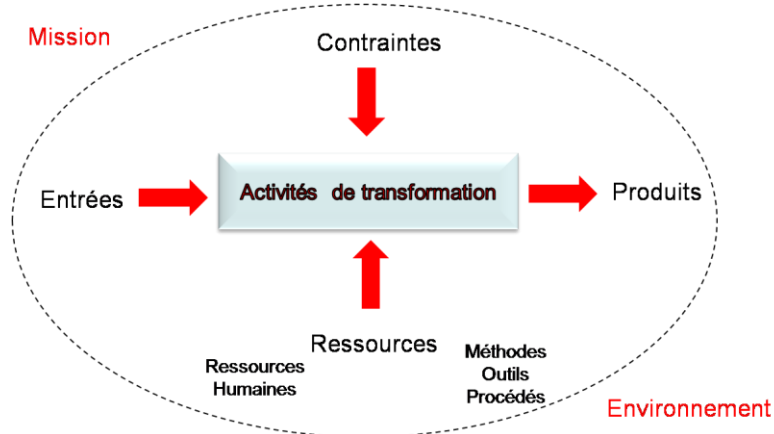 Mission
Contraintes
Entrées
Activités de transformation
Produits
Ressources
Ressources
Humaines
Méthodes
Outils
Procédés
Environnement